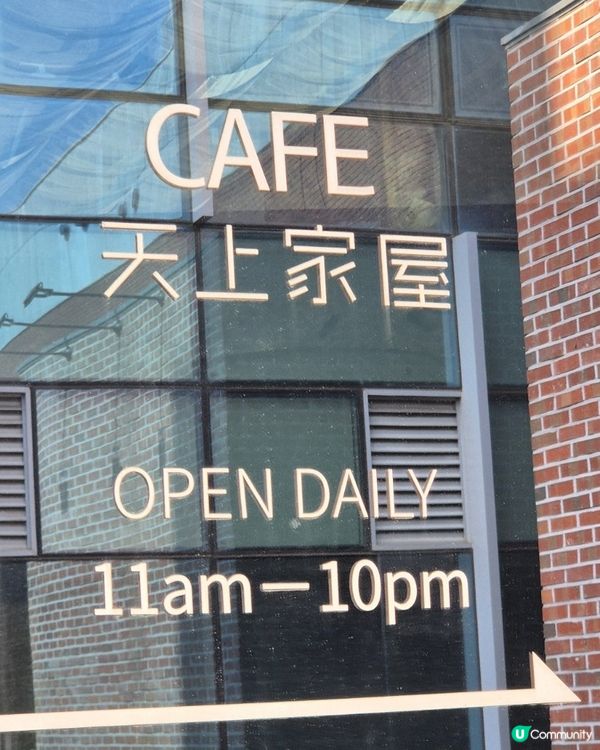 CAFE
天上家屋
OPEN DAILY
11am－10pm
U Community